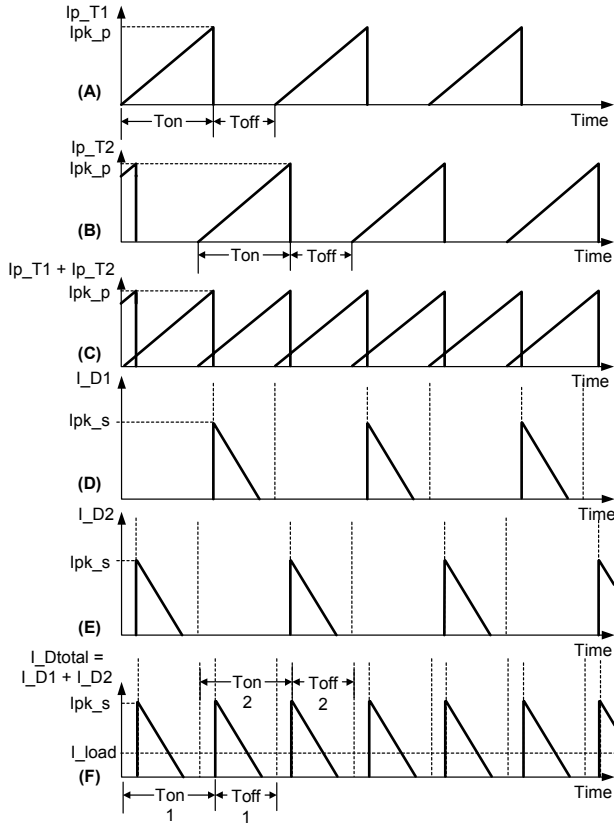 Ip_T1
Ipk_p
(A)
Ton
Toff
Time
Ip_T2
Ipk_p
(B)
Ton
Toff
Time
Ip_T1 + Ip_T2
Ipk_p
(C)
Time
I_D1
Ipk_s
(D)
Time
I_D2
Ipk_s
(E)
Time
I_Dtotal =
I_D1 + I_D2
Ton
2
Toff
2
Ipk_s
I_load
(F)
Time
Ton
1
Toff
1